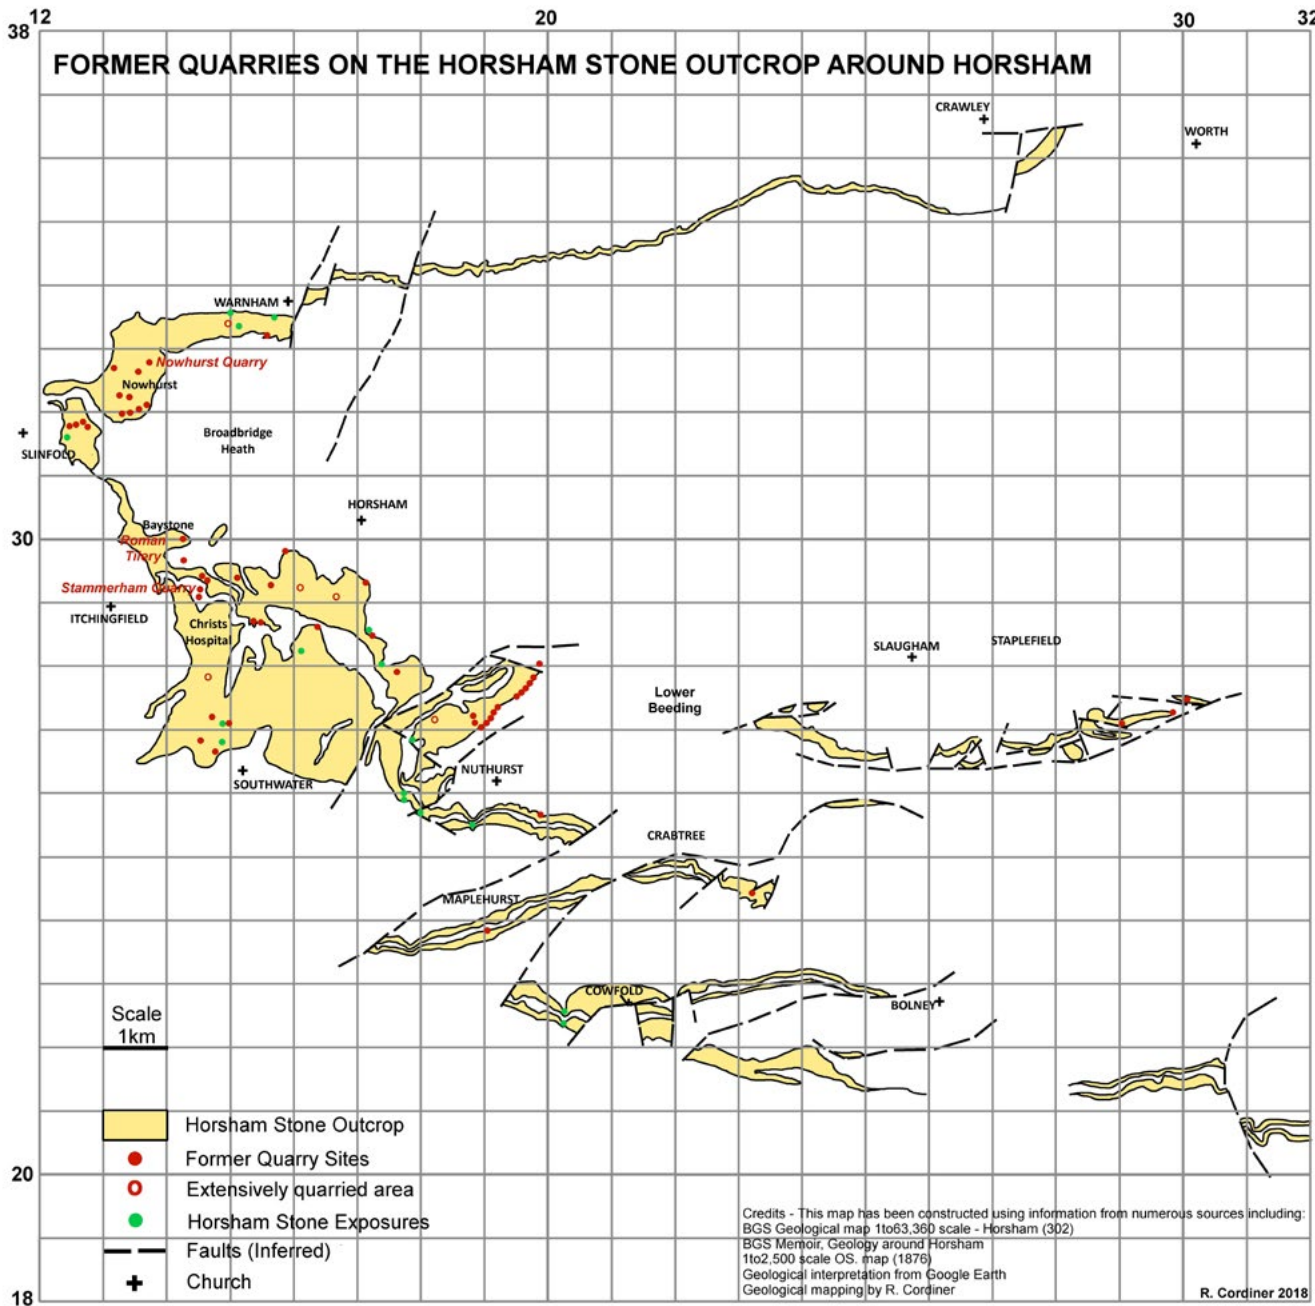 12 20 30 32
38
FORMER QUARRIES ON THE HORSHAM STONE OUTCROP AROUND HORSHAM
CRAWLEY
WORTH
WARNHAM
Nowhurst Quarry
Nowhurst
Broadbridge
Heath
SLINFOLD
HORSHAM
Baystone
30
Roman
Tilery
Stammerham Quarry
ITCHINGFIELD
Christs
Hospital
SLAUGHAM
STAPLEFIELD
Lower
Beeding
NUTHURST
SOUTHWATER
CRABTREE
MAPLEHURST
COWFOLD
BOLNEY
Scale
1km
Horsham Stone Outcrop
Former Quarry Sites
20
Extensively quarried area
Horsham Stone Exposures
Faults (Inferred)
Church
18
Credits - This map has been constructed using information from numerous sources including:
BGS Geological map 1to63,360 scale - Horsham (302)
BGS Memoir, Geology around Horsham
1to2,500 scale OS. map (1876)
Geological interpretation from Google Earth
Geological mapping by R. Cordiner
R. Cordiner 2018